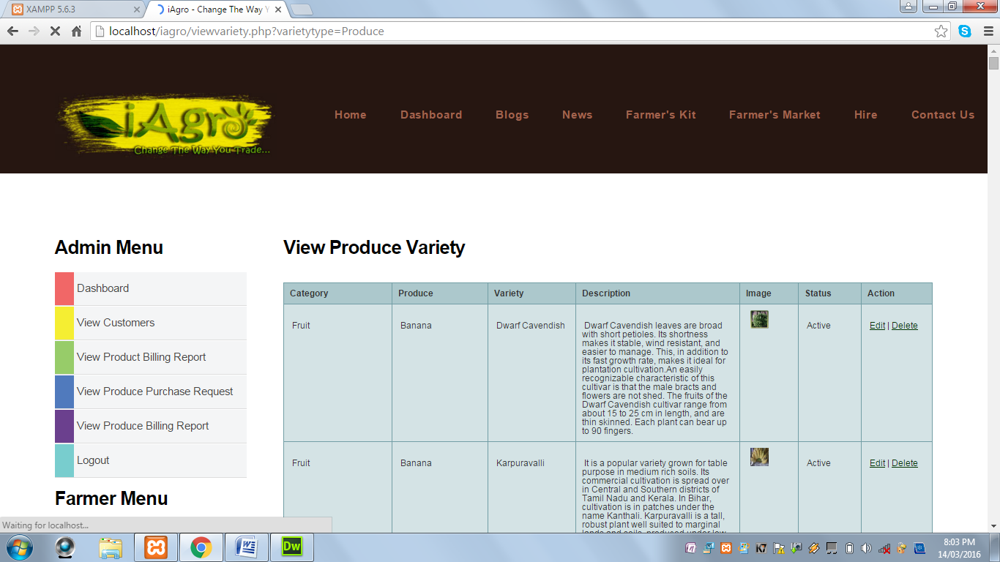 XAMPP 5.6.3
iAgro - Change The Way Y
localhost/iagro/viewvariety.php?varietytype=Produce
iAgro
Change The Way You Trade...
Home Dashboard Blogs News Farmer's Kit Farmer's Market Hire Contact Us
Admin Menu
Dashboard
View Customers
View Product Billing Report
View Produce Purchase Request
View Produce Billing Report
Logout
Farmer Menu
View Produce Variety
Category Produce Variety Description Image Status Action
Fruit Banana Dwarf Cavendish Dwarf Cavendish leaves are broad Active Edit | Delete
with short petioles. Its shortness
makes it stable, wind resistant, and
easier to manage. This, in addition to
its fast growth rate, makes it ideal for
plantation cultivation.An easily
recognizable characteristic of this
cultivar is that the male bracts and
flowers are not shed. The fruits of the
Dwarf Cavendish cultivar range from
about 15 to 25 cm in length, and are
thin skinned. Each plant can bear up
to 90 fingers.
Fruit Banana Karpuravalli It is a popular variety grown for table Active Edit | Delete
purpose in medium rich soils. Its
commercial cultivation is spread over
in Central and Southern districts of
Tamil Nadu and Kerala. In Bihar,
cultivation is in patches under the
name Kanthali. Karpuravalli is a tall,
robust plant well suited to marginal
lands and soils, produced under low
Waiting for localhost...
Dw
K7
8:03 PM
14/03/2016